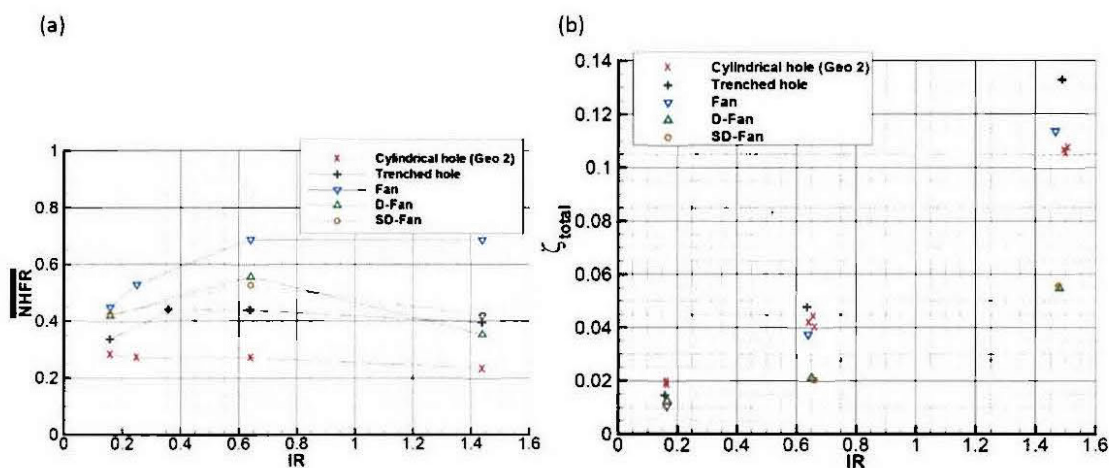 (a)
1
0.8
0.6
0.4
0.2
0
NHFR
0
0.2
0.4
0.6
0.8
1
1.2
1.4
1.6
IR
Cylindrical hole (Geo 2)
Trenched hole
Fan
D-Fan
SD-Fan
(b)
0.14
0.12
0.1
0.08
0.06
0.04
0.02
0
ζtotal
0
0.2
0.4
0.6
0.8
1
1.2
1.4
1.6
IR
Cylindrical hole (Geo 2)
Trenched hole
Fan
D-Fan
SD-Fan